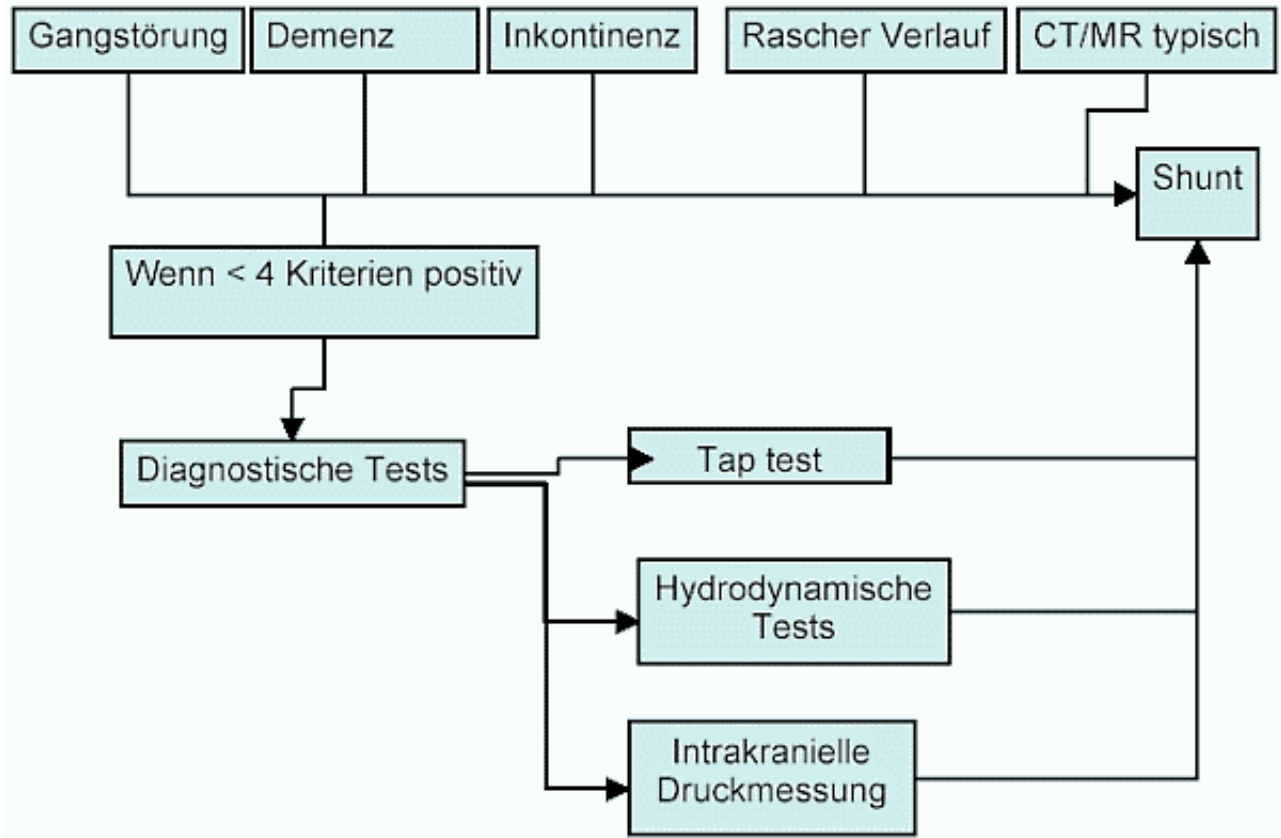 Gangstörung
Demenz
Inkontinenz
Rascher Verlauf
CT/MR typisch
Shunt
Wenn < 4 Kriterien positiv
Diagnostische Tests
Tap test
Hydrodynamische
Tests
Intrakranielle
Druckmessung